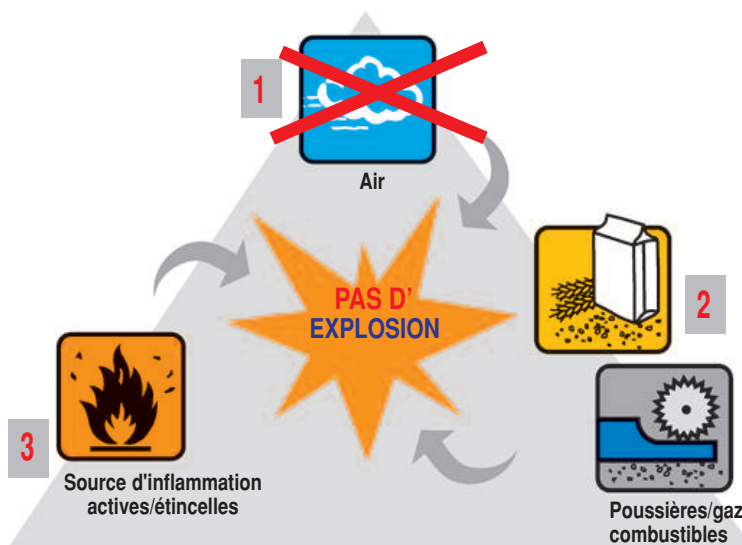 1
Air
PAS D'
EXPLOSION
2
3
Source d'inflammation
actives/étincelles
Poussières/gaz
combustibles